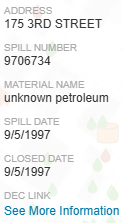 ADDRESS
175 3RD STREET
SPILL NUMBER
9706734
MATERIAL NAME
unknown petroleum
SPILL DATE
9/5/1997
CLOSED DATE
9/5/1997
DEC LINK
See More Information